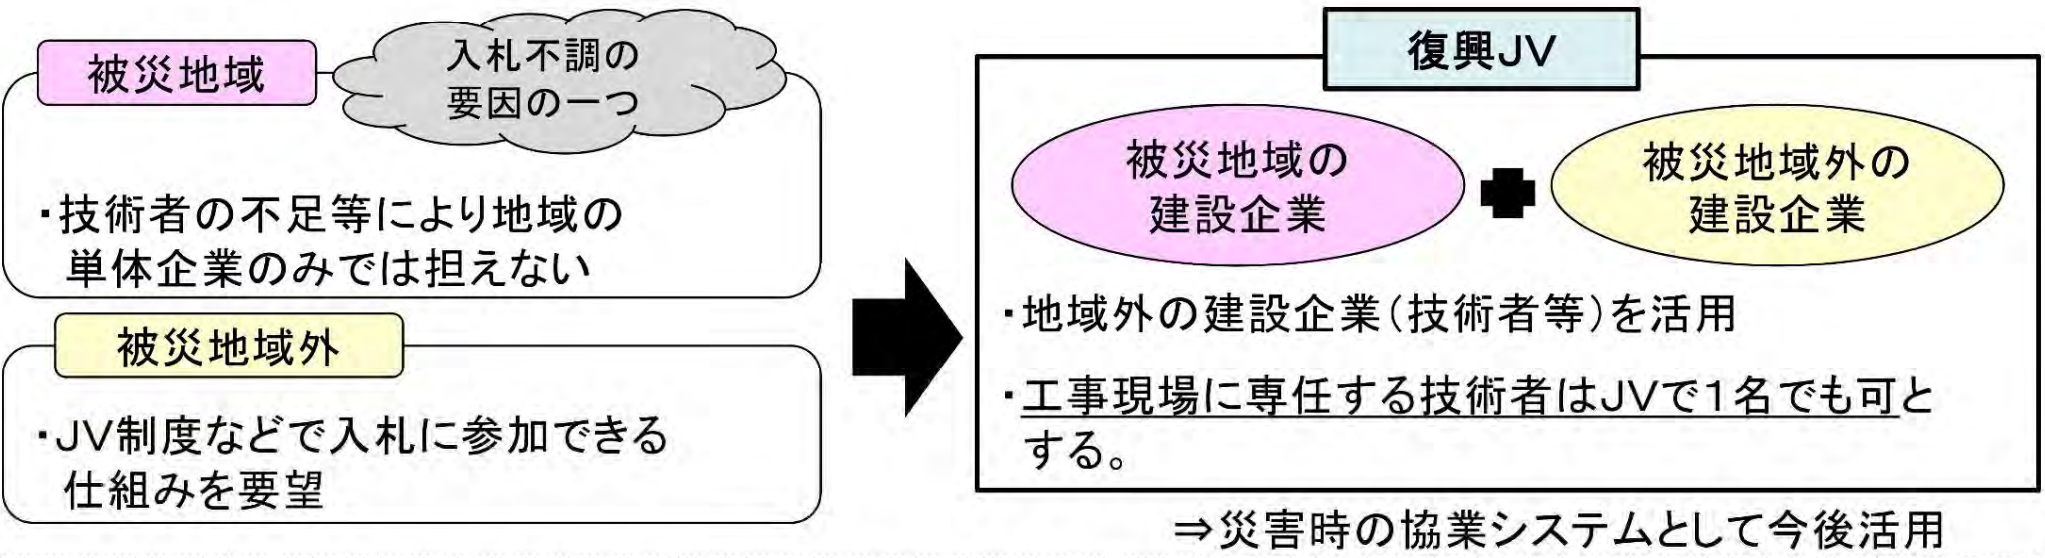 被災地域
入札不調の
要因の一つ
・技術者の不足等により地域の
単体企業のみでは担えない
被災地域外
・JV制度などで入札に参加できる
仕組みを要望
復興JV
被災地域の
建設企業
被災地域外の
建設企業
・地域外の建設企業(技術者等)を活用
・工事現場に専任する技術者はJVで1名でも可と
する。
⇒災害時の協業システムとして今後活用